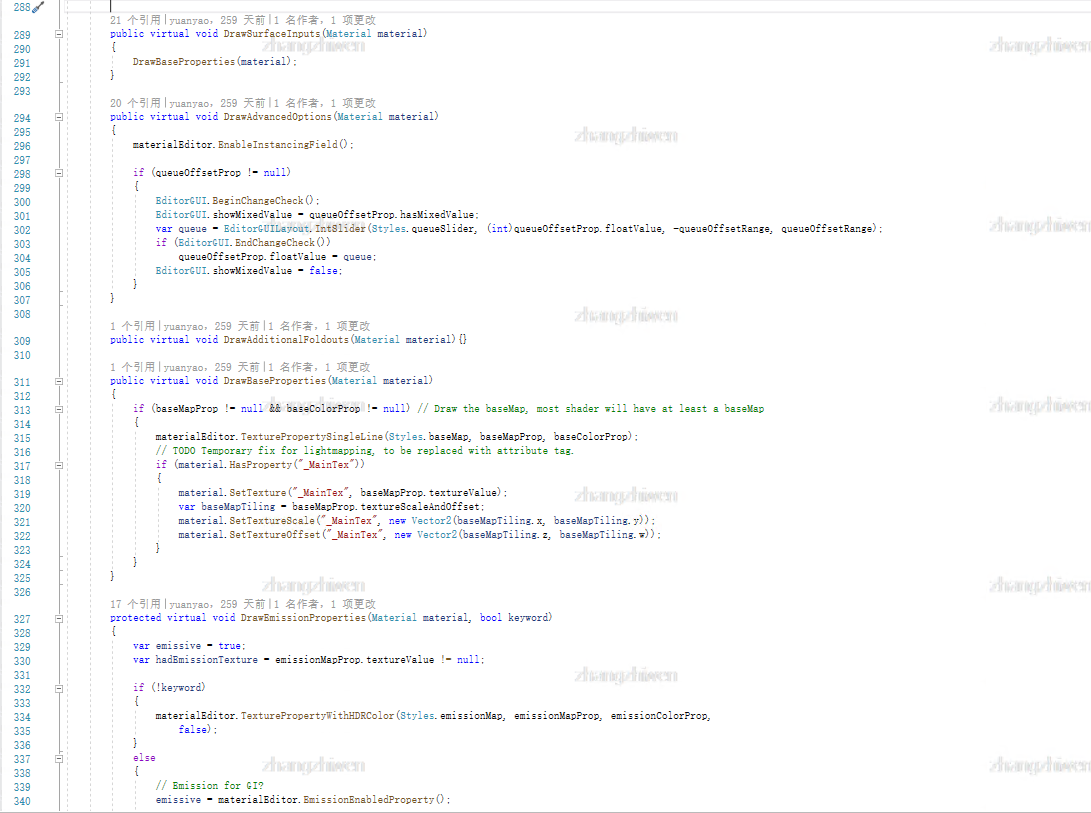 288
21 个引用|yuanyao，259 天前|1 名作者，1 项更改
289 public virtual void DrawSurfaceInputs(Material material)
290 {
291 DrawBaseProperties(material);
292 }
293
20 个引用|yuanyao，259 天前|1 名作者，1 项更改
294 public virtual void DrawAdvancedOptions(Material material)
295 {
296 materialEditor.EnableInstancingField();
297
298 if (queueOffsetProp != null)
299 {
300 EditorGUI.BeginChangeCheck();
301 EditorGUI.showMixedValue = queueOffsetProp.hasMixedValue;
302 var queue = EditorGUILayout.IntSlider(Styles.queueSlider, (int)queueOffsetProp.floatValue, -queueOffsetRange, queueOffsetRange);
303 if (EditorGUI.EndChangeCheck())
304 queueOffsetProp.floatValue = queue;
305 EditorGUI.showMixedValue = false;
306 }
307 }
308
1 个引用|yuanyao，259 天前|1 名作者，1 项更改
309 public virtual void DrawAdditionalFoldouts(Material material){}
310
1 个引用|yuanyao，259 天前|1 名作者，1 项更改
311 public virtual void DrawBaseProperties(Material material)
312 {
313 if (baseMapProp != null && baseColorProp != null) // Draw the baseMap, most shader will have at least a baseMap
314 {
315 materialEditor.TexturePropertySingleLine(Styles.baseMap, baseMapProp, baseColorProp);
316 // TODO Temporary fix for lightmapping, to be replaced with attribute tag.
317 if (material.HasProperty("_MainTex"))
318 {
319 material.SetTexture("_MainTex", baseMapProp.textureValue);
320 var baseMapTiling = baseMapProp.textureScaleAndOffset;
321 material.SetTextureScale("_MainTex", new Vector2(baseMapTiling.x, baseMapTiling.y));
322 material.SetTextureOffset("_MainTex", new Vector2(baseMapTiling.z, baseMapTiling.w));
323 }
324 }
325 }
326
17 个引用|yuanyao，259 天前|1 名作者，1 项更改
327 protected virtual void DrawEmissionProperties(Material material, bool keyword)
328 {
329 var emissive = true;
330 var hadEmissionTexture = emissionMapProp.textureValue != null;
331
332 if (!keyword)
333 {
334 materialEditor.TexturePropertyWithHDRColor(Styles.emissionMap, emissionMapProp, emissionColorProp,
335 false);
336 }
337 else
338 {
339 // Emission for GI?
340 emissive = materialEditor.EmissionEnabledProperty();
zhangzhiwen
zhangzhiwen
zhangzhiwen
zhangzhiwen
zhangzhiwen
zhangzhiwen
zhangzhiwen
zhangzhiwen
zhangzhiwen
zhangzhiwen
zhangzhiwen
zhangzhiwen
zhangzhiwen
zhangzhiwen